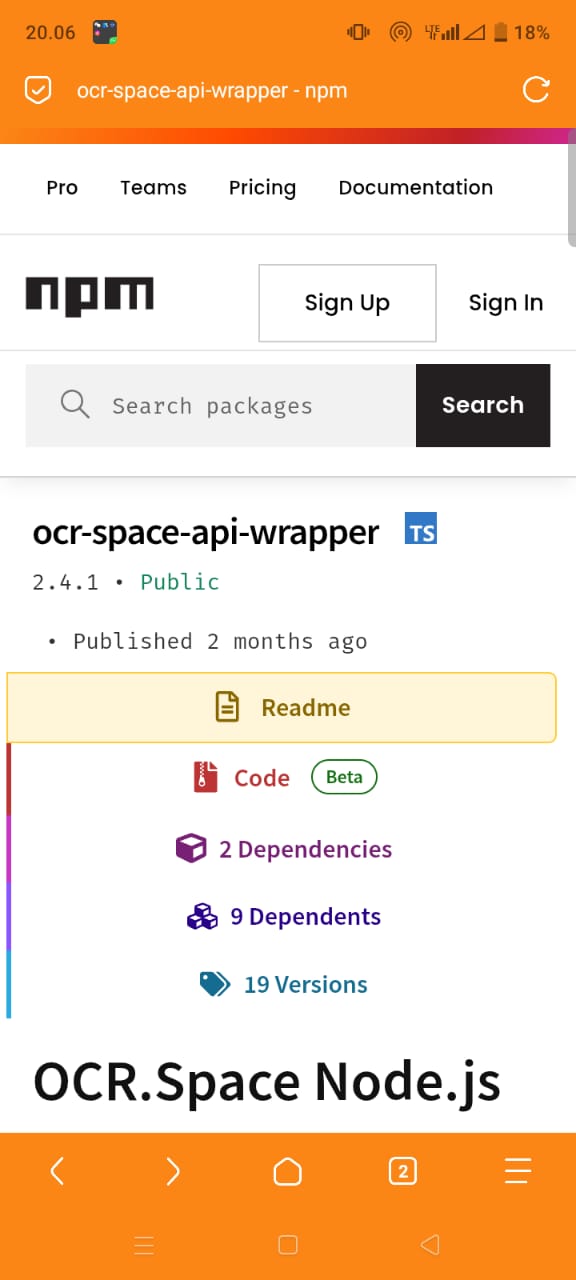 20.06 LTE 18%
ocr-space-api-wrapper - npm
Pro Teams Pricing Documentation
npm Sign Up Sign In
Search packages Search
ocr-space-api-wrapper TS
2.4.1 • Public
• Published 2 months ago
Readme
Code Beta
2 Dependencies
9 Dependents
19 Versions
OCR.Space Node.js
2